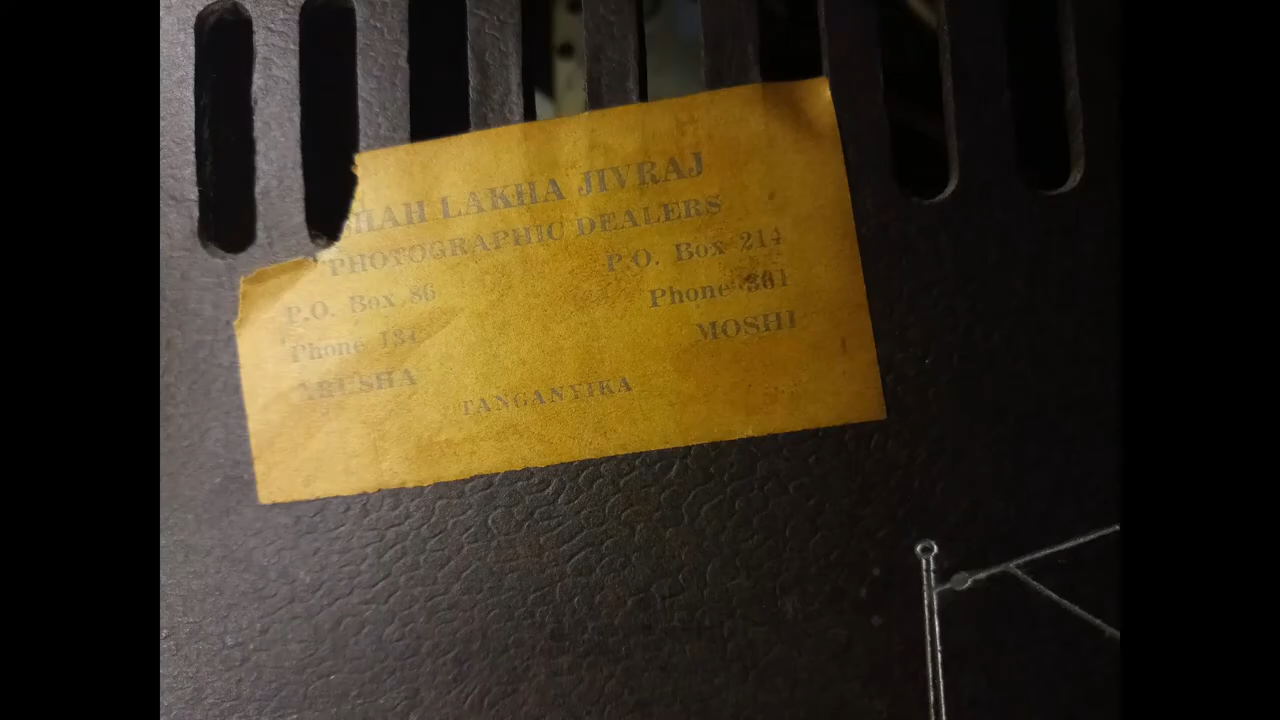 HAH LAKHA JIVRAJ
PHOTOGRAPHIC DEALERS
P.O. Box 86 P.O. Box 214
Phone Phone
ARUSHA MOSHI
TANGANYIKA